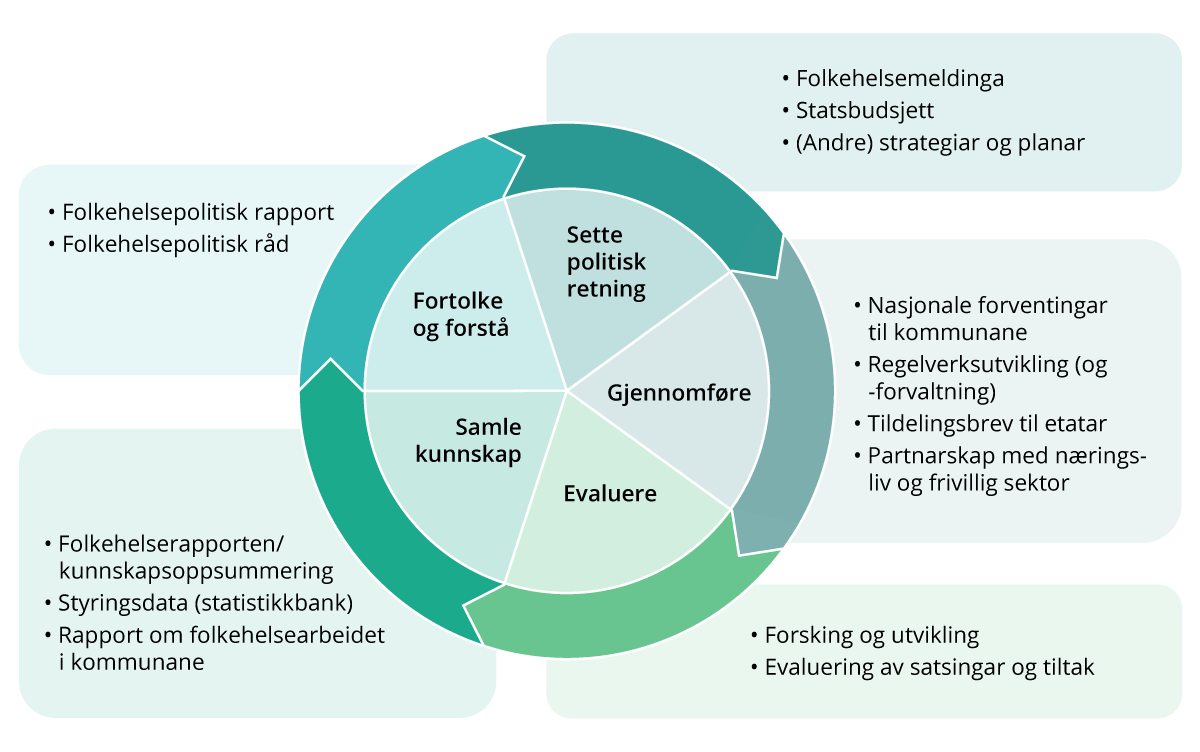 • Folkehelsemeldinga
• Statsbudsjett
• (Andre) strategiar og planar
• Folkehelsepolitisk rapport
• Folkehelsepolitisk råd
Sette
politisk
retning
Fortolke
og forstå
Gjennomføre
• Nasjonale forventingar
til kommunane
• Regelverksutvikling (og
-forvaltning)
• Tildelingsbrev til etatar
• Partnarskap med nærings-
liv og frivillig sektor
Samle
kunnskap
Evaluere
• Folkehelserapporten/
kunnskapsoppsummering
• Styringsdata (statistikkbank)
• Rapport om folkehelsearbeidet
i kommunane
• Forsking og utvikling
• Evaluering av satsingar og tiltak